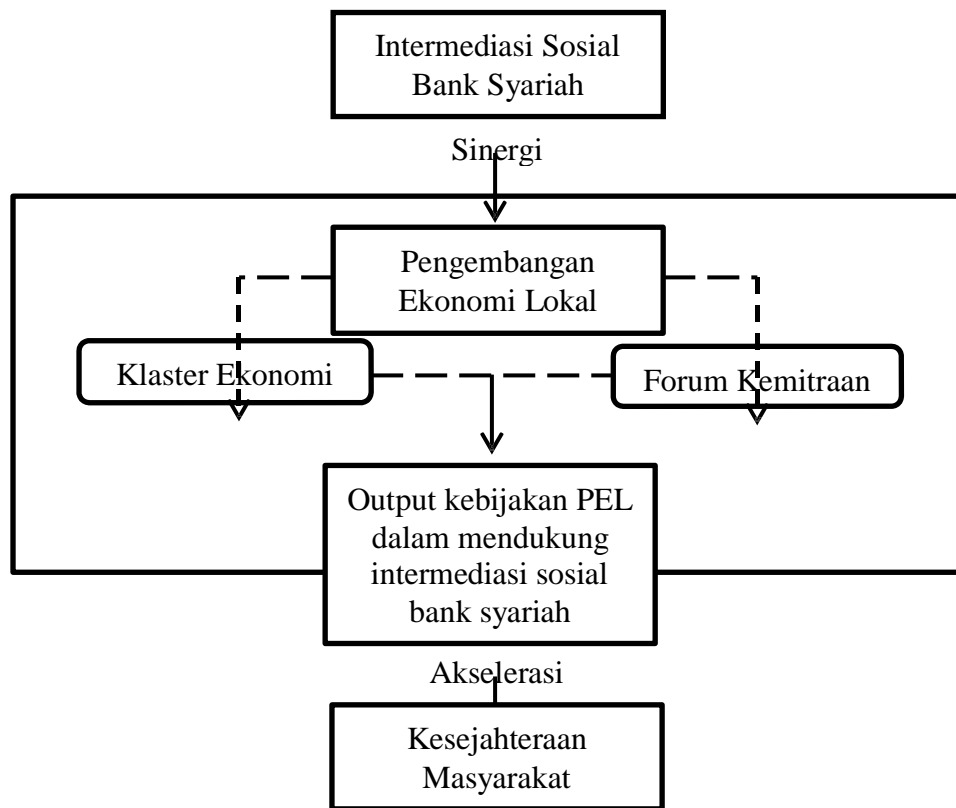 Intermediasi Sosial
Bank Syariah
Sinergi
Pengembangan
Ekonomi Lokal
Klaster Ekonomi
Forum Kemitraan
Output kebijakan PEL
dalam mendukung
intermediasi sosial
bank syariah
Akselerasi
Kesejahteraan
Masyarakat